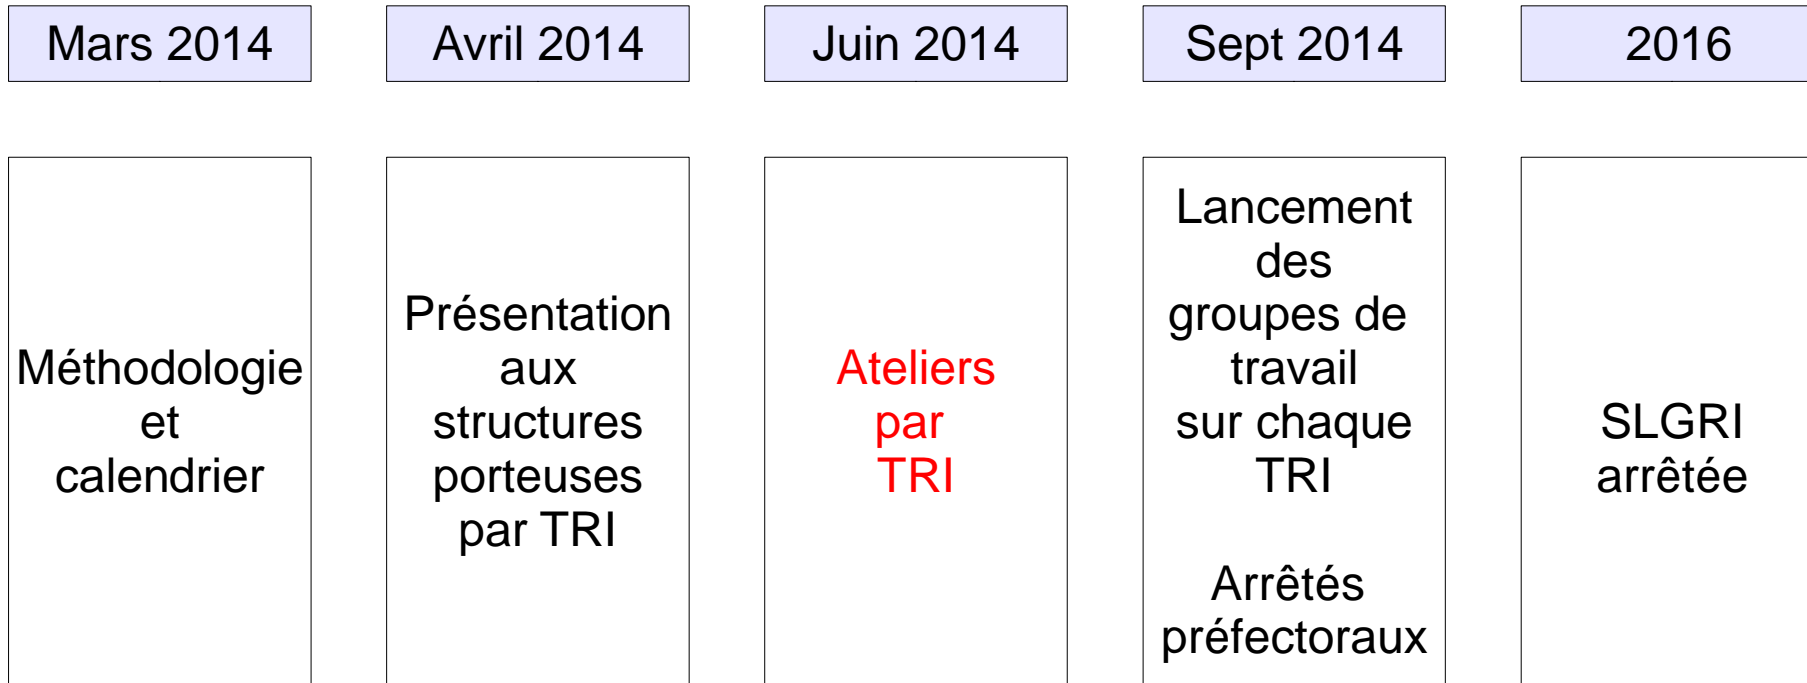 Mars 2014
Avril 2014
Juin 2014
Sept 2014
2016
Méthodologie
et
calendrier
Présentation
aux
structures
porteuses
par TRI
Ateliers
par
TRI
Lancement
des
groupes de
travail
sur chaque
TRI
Arrêtés
préfectoraux
SLGRI
arrêtée